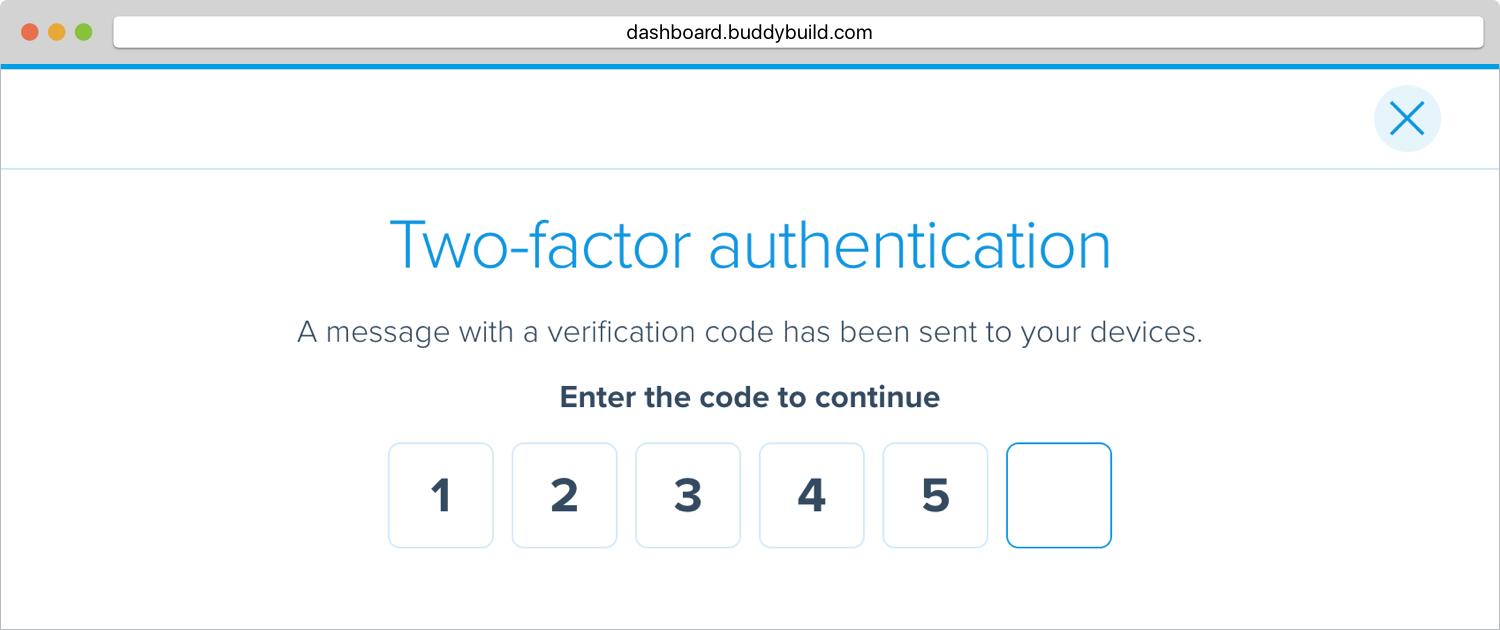 dashboard.buddybuild.com
Two-factor authentication
A message with a verification code has been sent to your devices.
Enter the code to continue
1 2 3 4 5